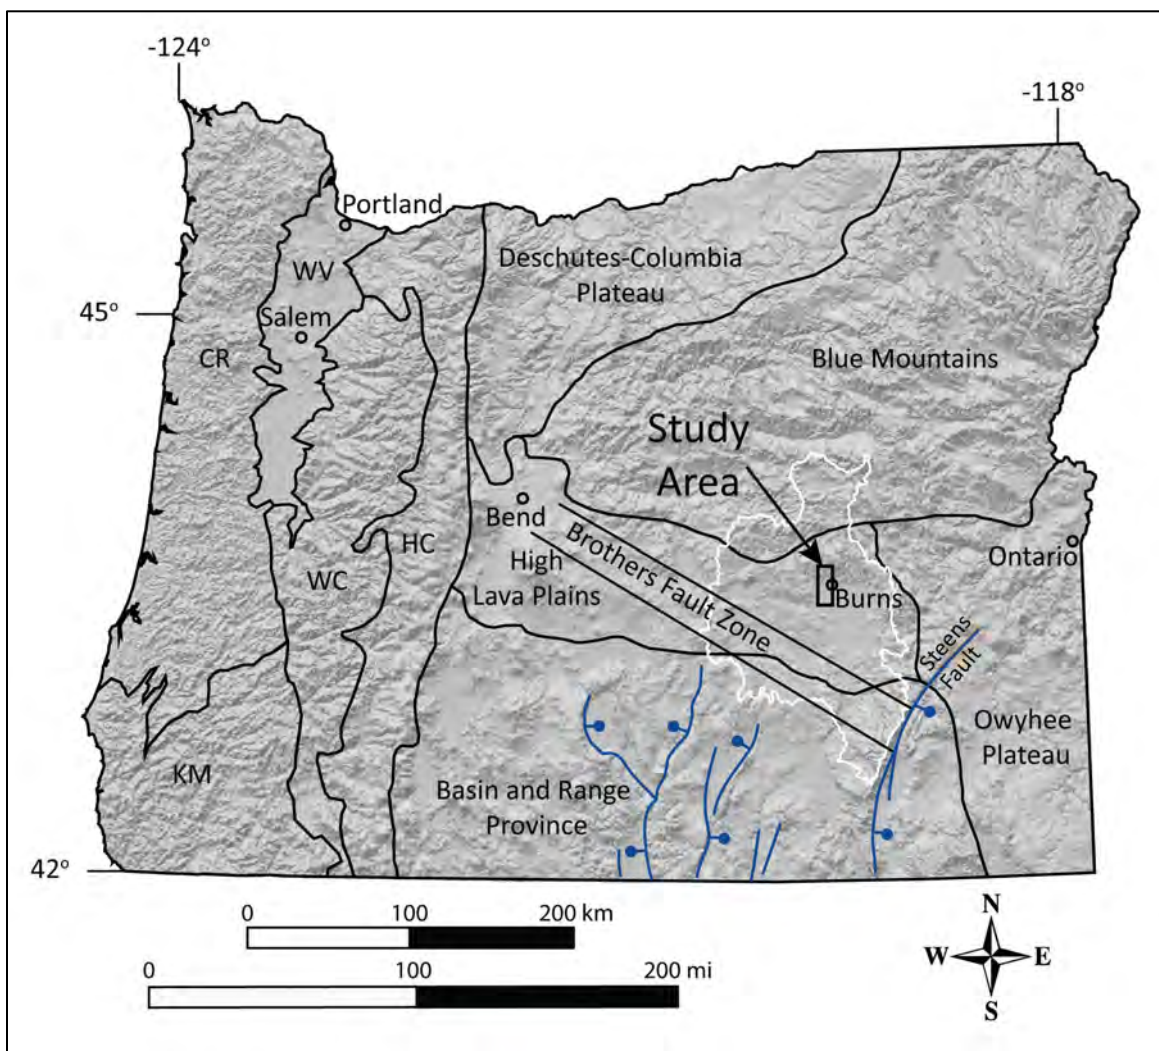 -124°
-118°
Portland
WV
Deschutes-Columbia
Plateau
45°
Salem
CR
Blue Mountains
Study
Area
Bend
HC
Brothers Fault Zone
High
Lava Plains
WC
Ontario
Burns
Steens
Fault
Owyhee
Plateau
KM
Basin and Range
Province
42°
0 100 200 km
0 100 200 mi
N
W E
S